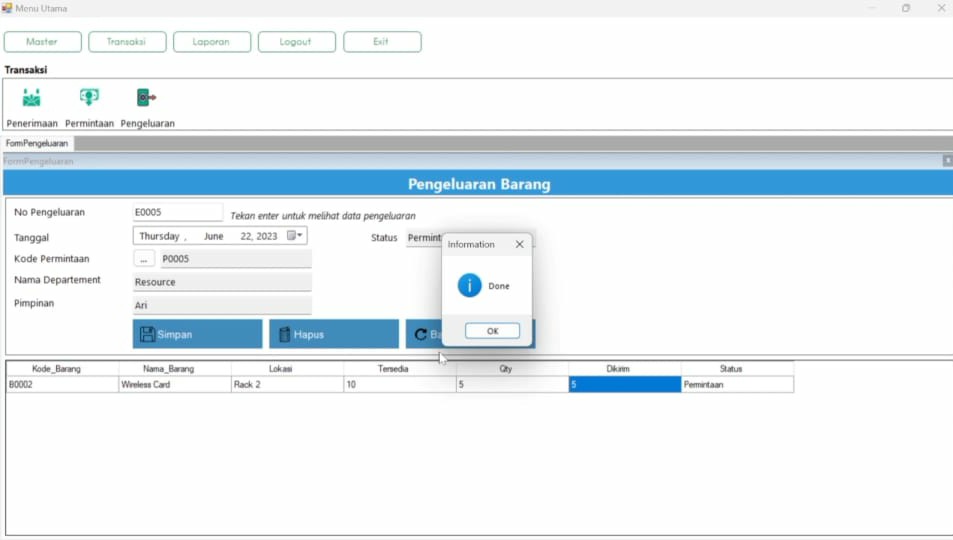 Menu Utama
Master Transaksi Laporan Logout Exit
Transaksi
Penerimaan Permintaan Pengeluaran
FormPengeluaran
FormPengeluaran
Pengeluaran Barang
No Pengeluaran E0005 Tekan enter untuk melihat data pengeluaran
Tanggal Thursday , June 22, 2023 Status
Kode Permintaan ... P0005
Nama Departement Resource
Pimpinan Ari
Simpan Hapus
Information
Done
OK
Kode_Barang Nama_Barang Lokasi Tersedia Qty Dikirim Status
B0002 Wireless Card Rack 2 10 5 5 Permintaan